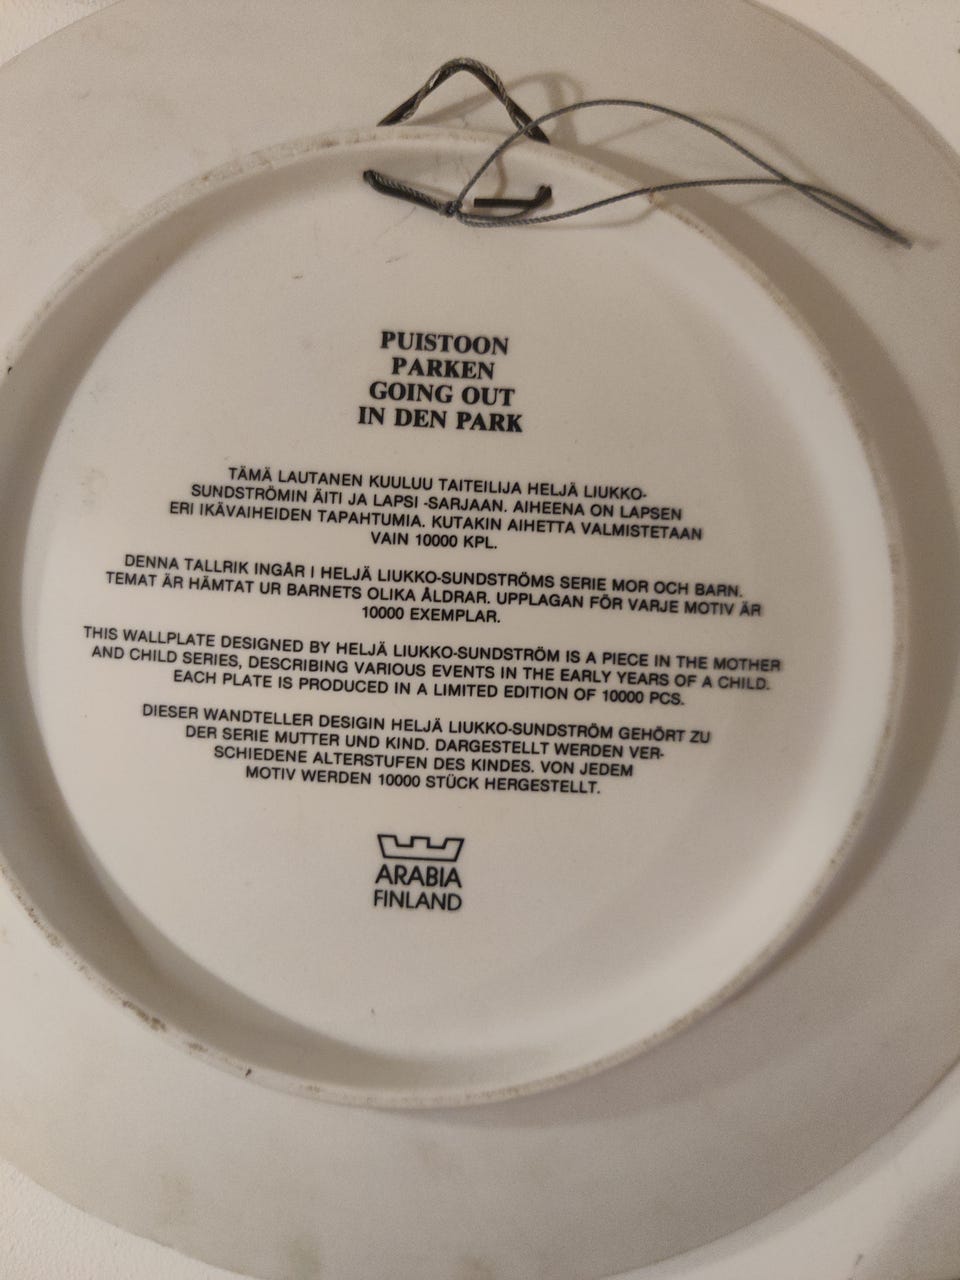 PUISTOON
PARKEN
GOING OUT
IN DEN PARK
TÄMÄ LAUTANEN KUULUU TAITEILIJA HELJÄ LIUKKO-
SUNDSTRÖMIN ÄITI JA LAPSI -SARJAAN. AIHEENA ON LAPSEN
ERI IKÄVAIHEIDEN TAPAHTUMIA. KUTAKIN AIHETTA VALMISTETAAN
VAIN 10000 KPL.
DENNA TALLRIK INGÅR I HELJÄ LIUKKO-SUNDSTRÖMS SERIE MOR OCH BARN.
TEMAT ÄR HÄMTAT UR BARNETS OLIKA ÅLDRAR. UPPLAGAN FÖR VARJE MOTIV ÄR
10000 EXEMPLAR.
THIS WALLPLATE DESIGNED BY HELJÄ LIUKKO-SUNDSTRÖM IS A PIECE IN THE MOTHER
AND CHILD SERIES, DESCRIBING VARIOUS EVENTS IN THE EARLY YEARS OF A CHILD.
EACH PLATE IS PRODUCED IN A LIMITED EDITION OF 10000 PCS.
DIESER WANDTELLER DESIGIN HELJÄ LIUKKO-SUNDSTRÖM GEHÖRT ZU
DER SERIE MUTTER UND KIND. DARGESTELLT WERDEN VER-
SCHIEDENE ALTERSTUFEN DES KINDES. VON JEDEM
MOTIV WERDEN 10000 STÜCK HERGESTELLT.
ARABIA
FINLAND